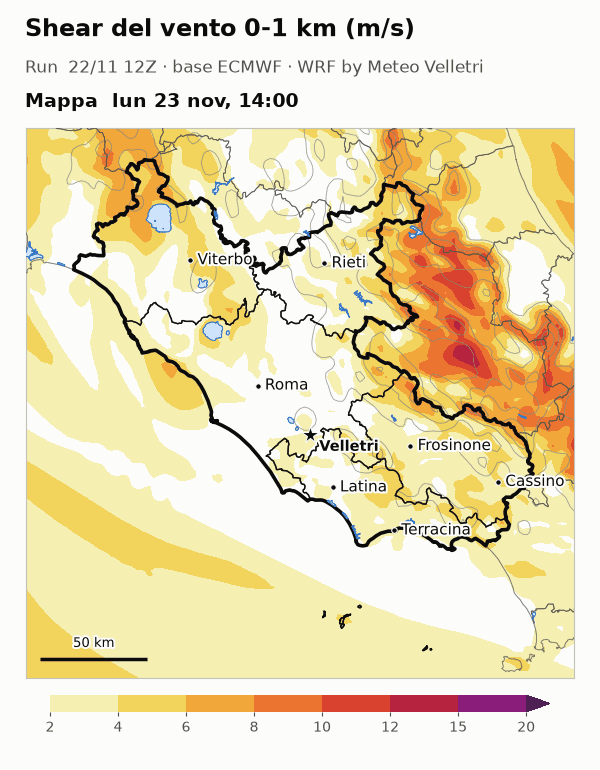 Shear del vento 0-1 km (m/s)
Run  22/11 12Z · base ECMWF · WRF by Meteo Velletri
Mappa  lun 23 nov, 14:00
Viterbo
Rieti
Roma
Velletri
Frosinone
Latina
Cassino
Terracina
50 km
2 4 6 8 10 12 15 20